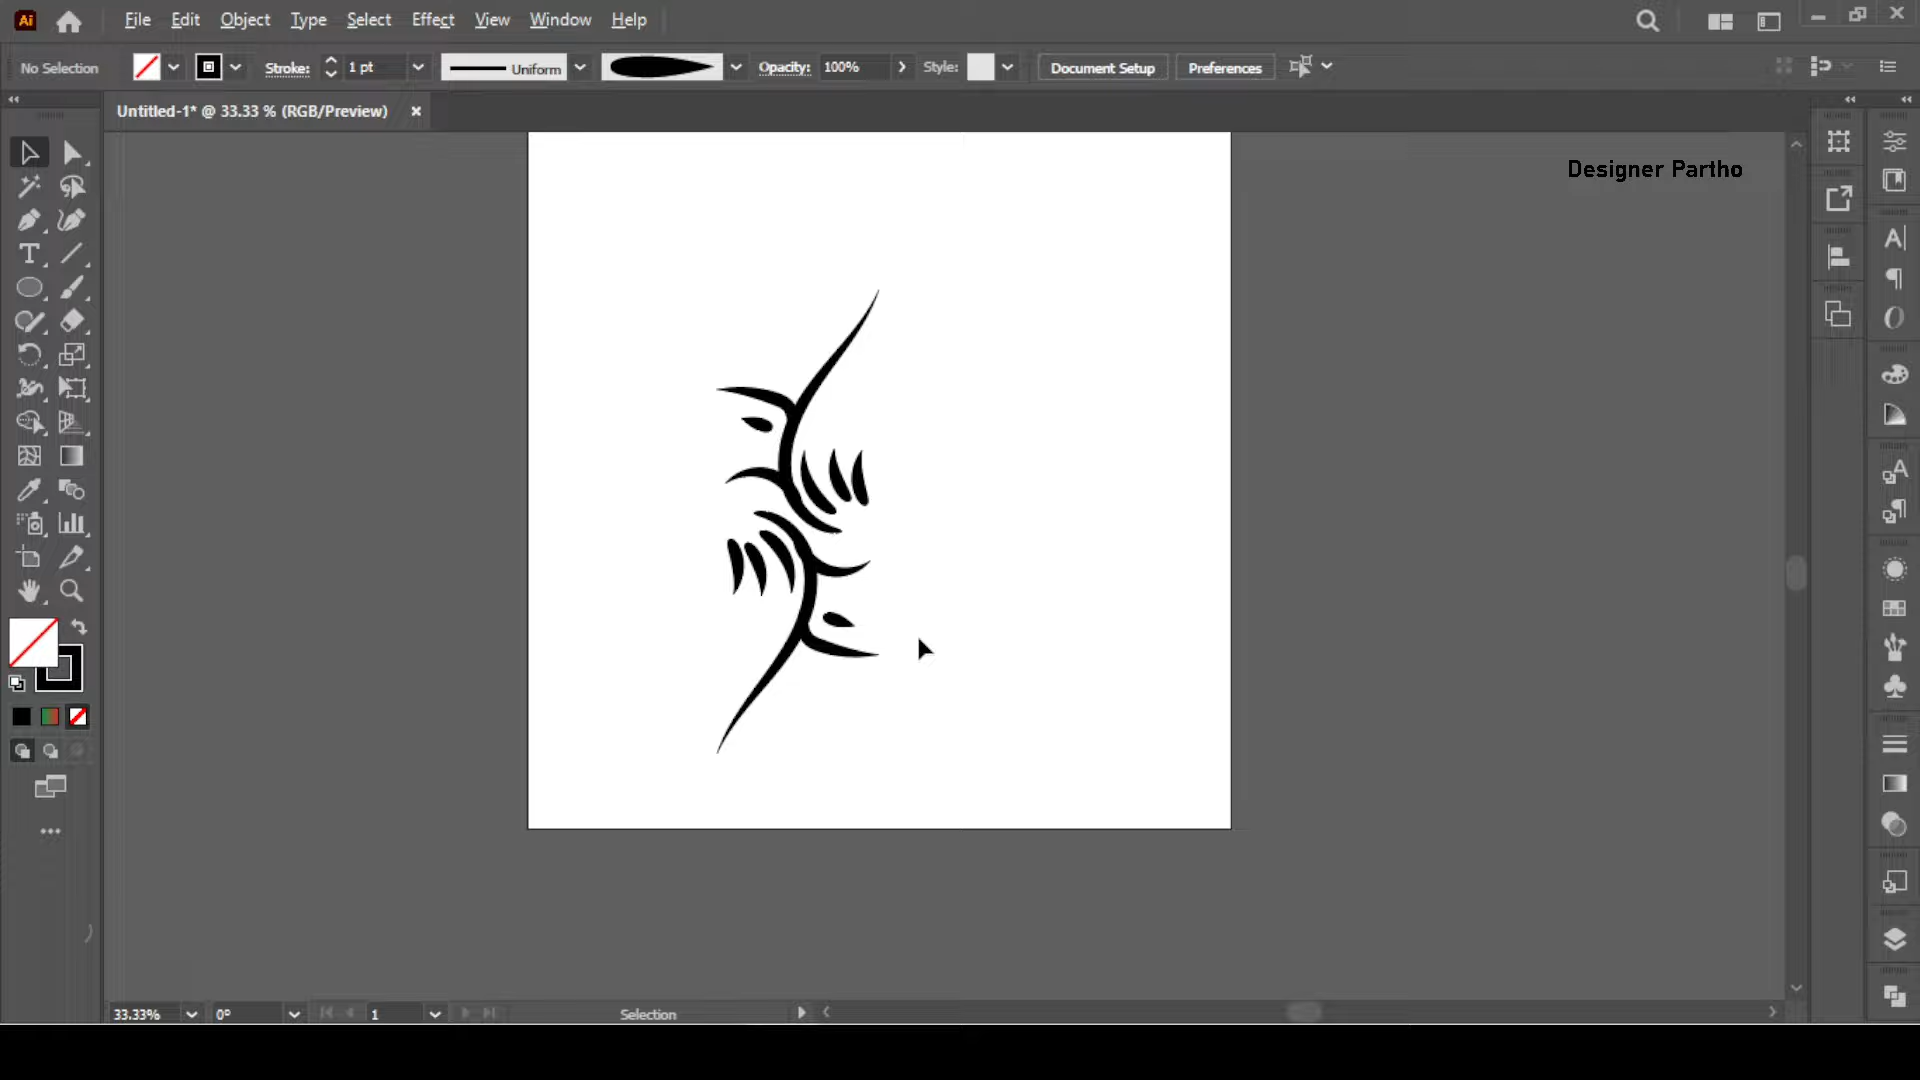 Ai File Edit Object Type Select Effect View Window Help
No Selection Stroke: 1 pt Uniform Opacity: 100% Style: Document Setup Preferences
Untitled-1* @ 33.33 % (RGB/Preview)
Designer Partho
33.33% 0° 1 Selection